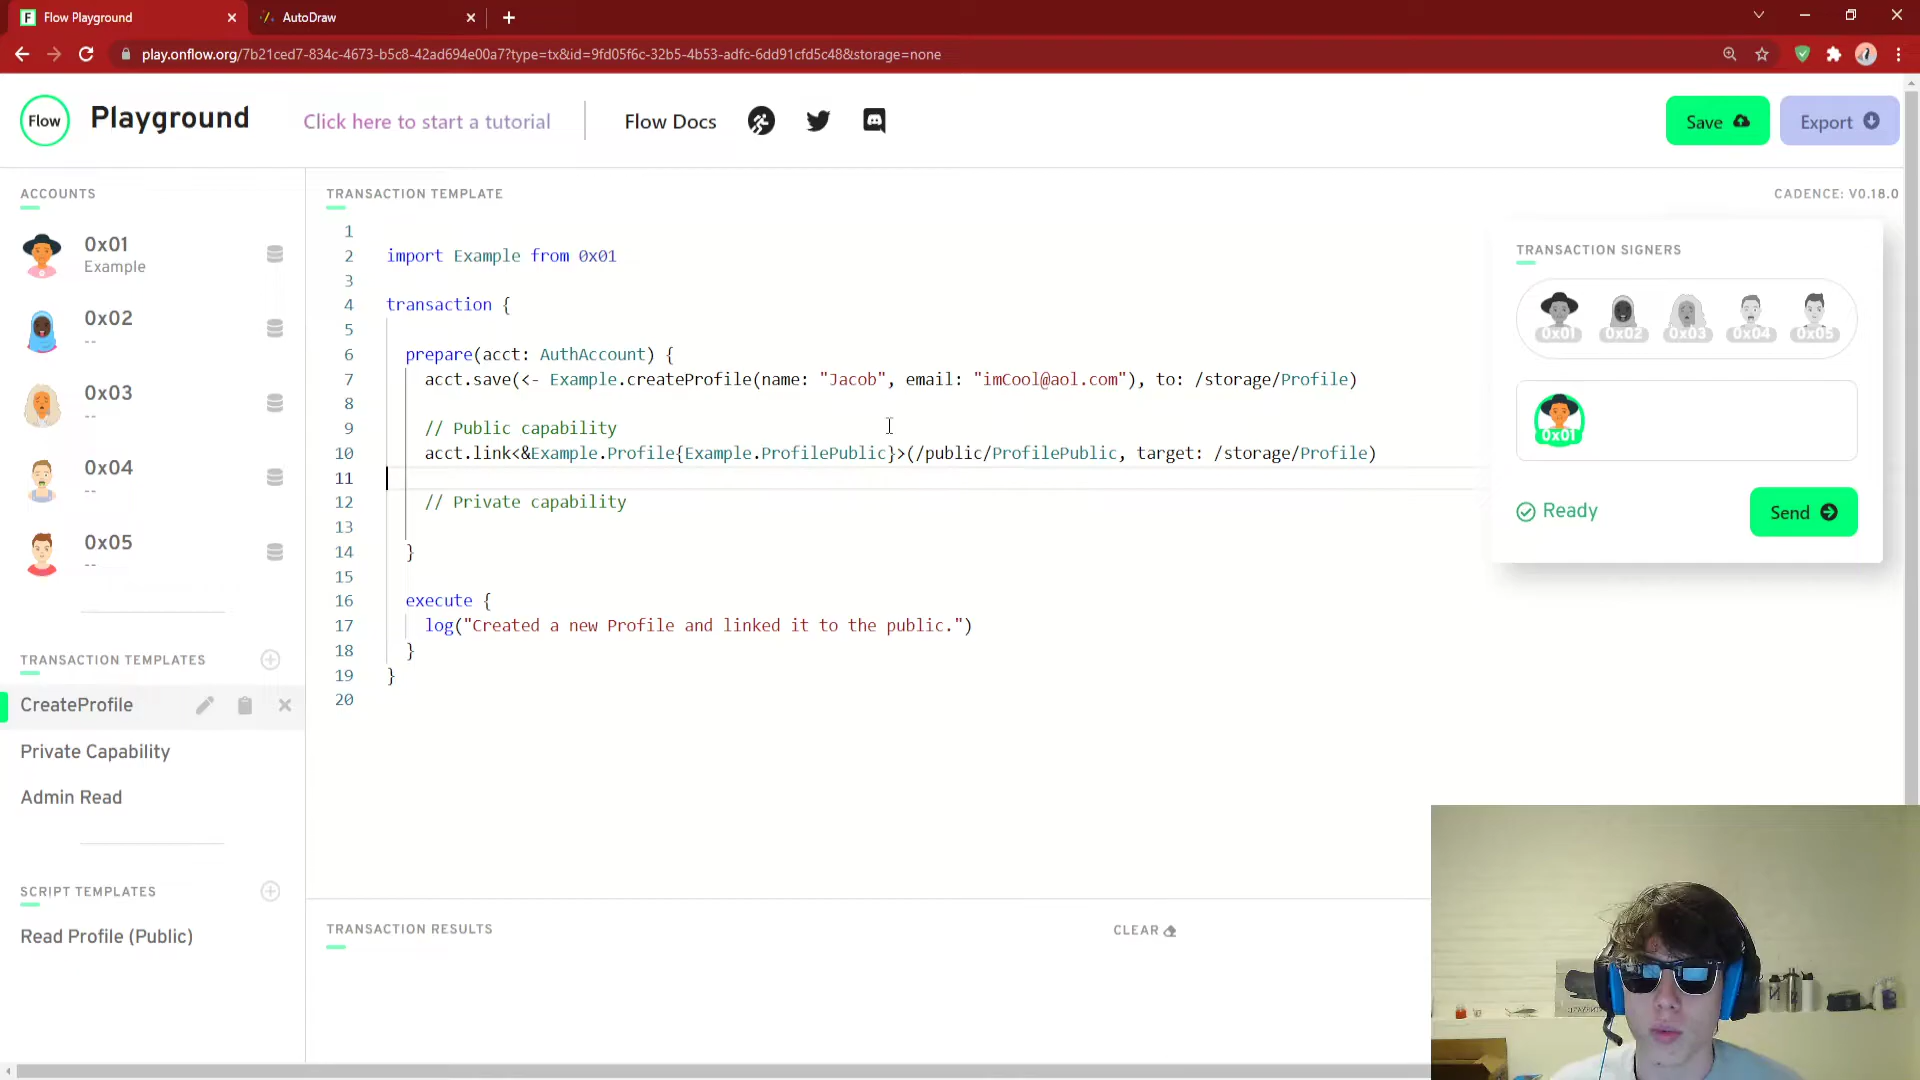 Flow Playground
AutoDraw
play.onflow.org/7b21ced7-834c-4673-b5c8-42ad694e00a7?type=tx&id=9fd05f6c-32b5-4b53-adfc-6dd91cfd5c48&storage=none
Flow
Playground
Click here to start a tutorial
Flow Docs
Save
Export
ACCOUNTS
0x01
Example
0x02
--
0x03
--
0x04
--
0x05
--
TRANSACTION TEMPLATES
CreateProfile
Private Capability
Admin Read
SCRIPT TEMPLATES
Read Profile (Public)
TRANSACTION TEMPLATE
CADENCE: V0.18.0
1
2 import Example from 0x01
3
4 transaction {
5
6 prepare(acct: AuthAccount) {
7 acct.save(<- Example.createProfile(name: "Jacob", email: "imCool@aol.com"), to: /storage/Profile)
8
9 // Public capability
10 acct.link<&Example.Profile{Example.ProfilePublic}>(/public/ProfilePublic, target: /storage/Profile)
11
12 // Private capability
13
14 }
15
16 execute {
17 log("Created a new Profile and linked it to the public.")
18 }
19 }
20
TRANSACTION SIGNERS
0x01 0x02 0x03 0x04 0x05
0x01
Ready
Send
TRANSACTION RESULTS
CLEAR